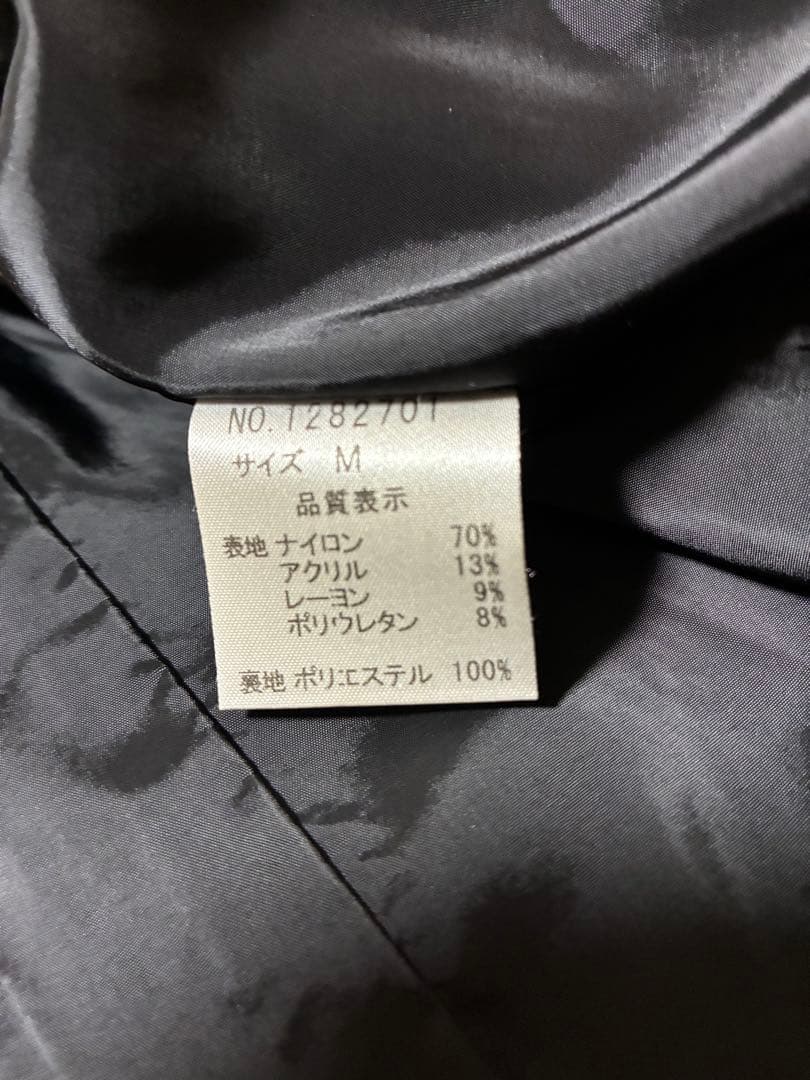 NO.1282701
サイズ M
品質表示
表地 ナイロン 70%
アクリル 13%
レーヨン 9%
ポリウレタン 8%
裏地 ポリエステル 100%